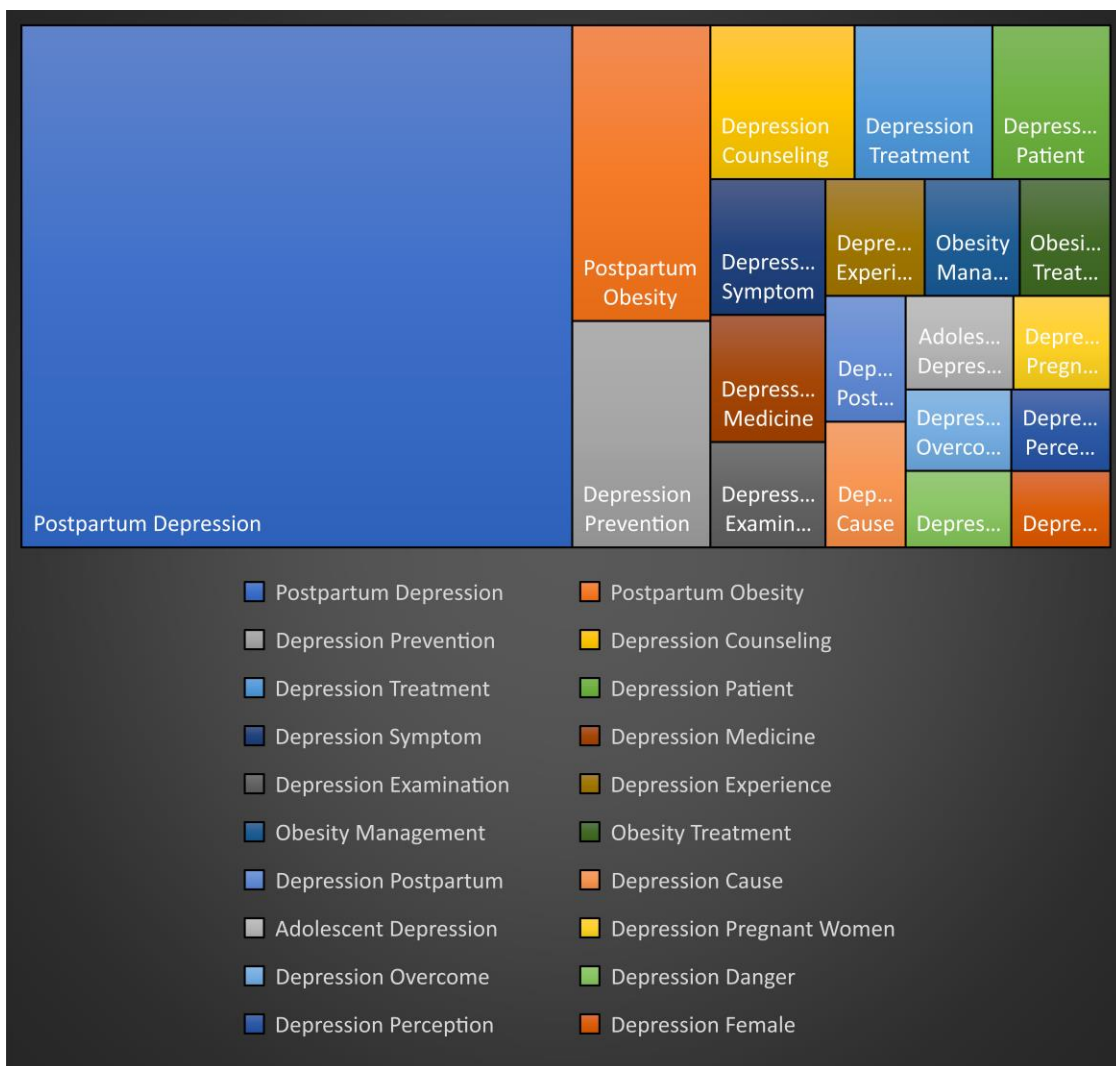 Postpartum Depression
Postpartum
Obesity
Depression
Prevention
Depression
Counseling
Depression
Treatment
Depress...
Patient
Depress...
Symptom
Depre...
Experi...
Obesity
Mana...
Obesi...
Treat...
Depress...
Medicine
Dep...
Post...
Adoles...
Depres...
Depre...
Pregn...
Depres...
Overco...
Depre...
Perce...
Depress...
Examin...
Dep...
Cause
Depres...
Depre...
Postpartum Depression
Postpartum Obesity
Depression Prevention
Depression Counseling
Depression Treatment
Depression Patient
Depression Symptom
Depression Medicine
Depression Examination
Depression Experience
Obesity Management
Obesity Treatment
Depression Postpartum
Depression Cause
Adolescent Depression
Depression Pregnant Women
Depression Overcome
Depression Danger
Depression Perception
Depression Female